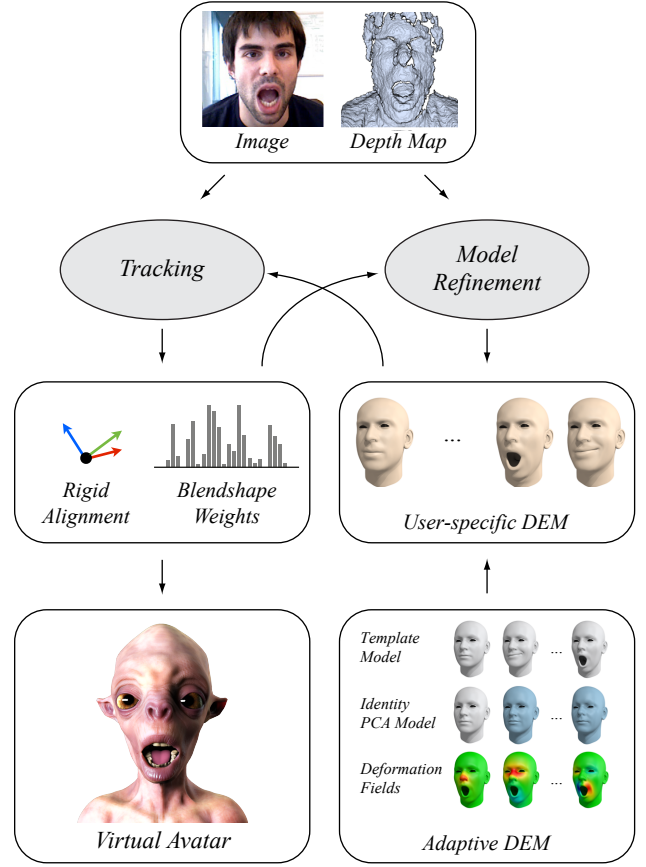 Image
Depth Map
Tracking
Model
Refinement
...
Rigid
Alignment
Blendshape
Weights
User-specific DEM
Template
Model
...
Identity
PCA Model
...
Deformation
Fields
...
Virtual Avatar
Adaptive DEM